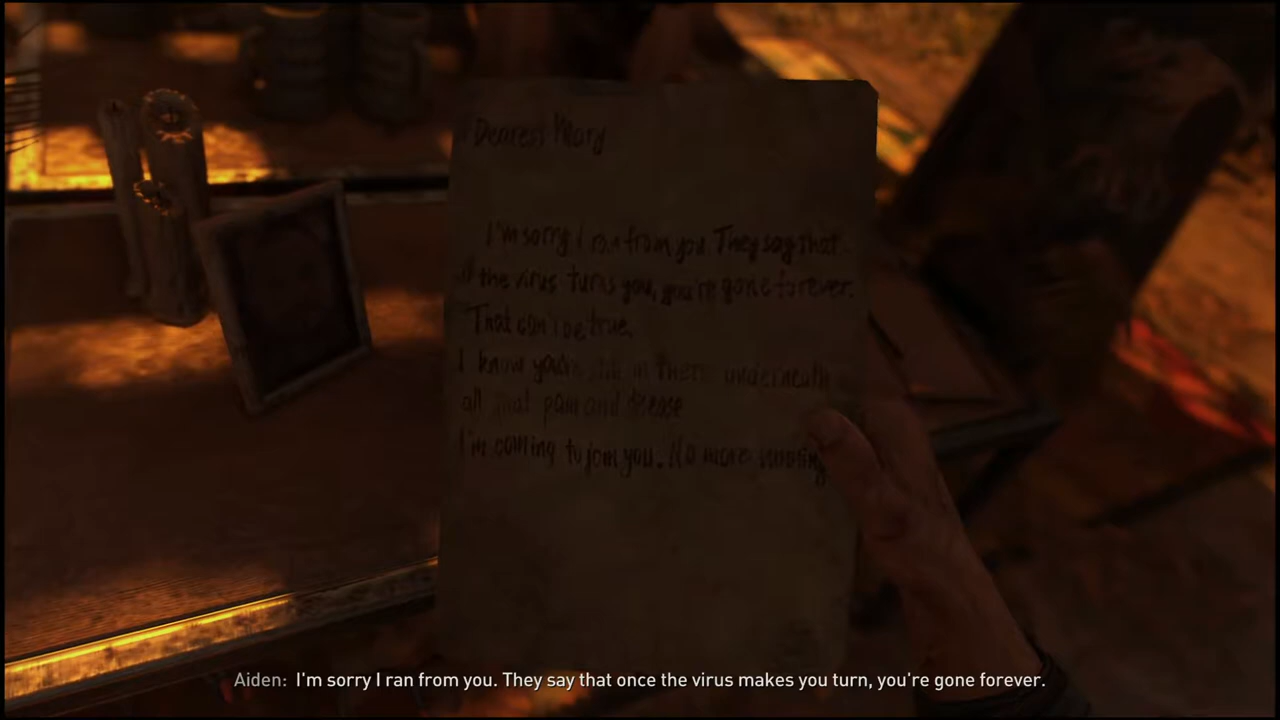 Dearest Mary
I'm sorry I ran from you. They say that
if the virus turns you, you're gone forever.
That can't be true.
I know you're still in there underneath
all that pain and disease
I'm coming to join you. No more running
Aiden: I'm sorry I ran from you. They say that once the virus makes you turn, you're gone forever.